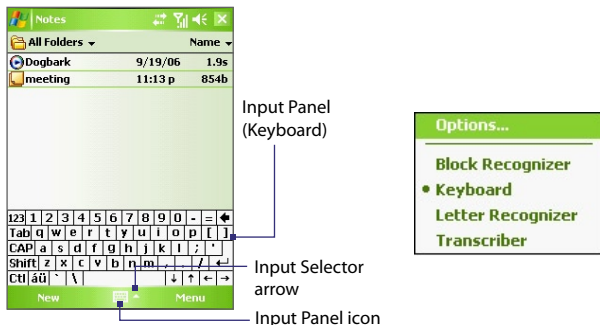 Notes
All Folders Name
Dogbark 9/19/06 1.9s
meeting 11:13 p 854b
Input Panel
(Keyboard)
123 1 2 3 4 5 6 7 8 9 0 - = 
Tab q w e r t y u i o p [ ]
CAP a s d f g h j k l ; '
Shift z x c v b n m , . / ↵
Ctl áü ` \ ↓ ↑ ← →
New Menu
Input Selector
arrow
Input Panel icon
Options...
Block Recognizer
• Keyboard
Letter Recognizer
Transcriber